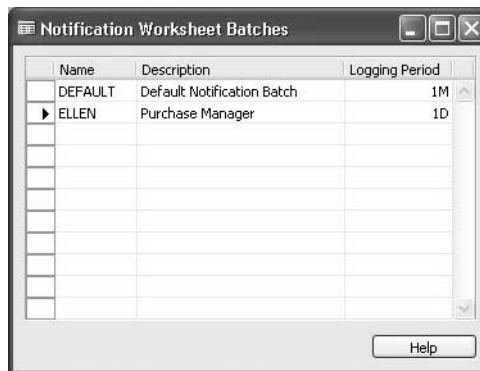 Notification Worksheet Batches
Name Description Logging Period
DEFAULT Default Notification Batch 1M
ELLEN Purchase Manager 1D
Help